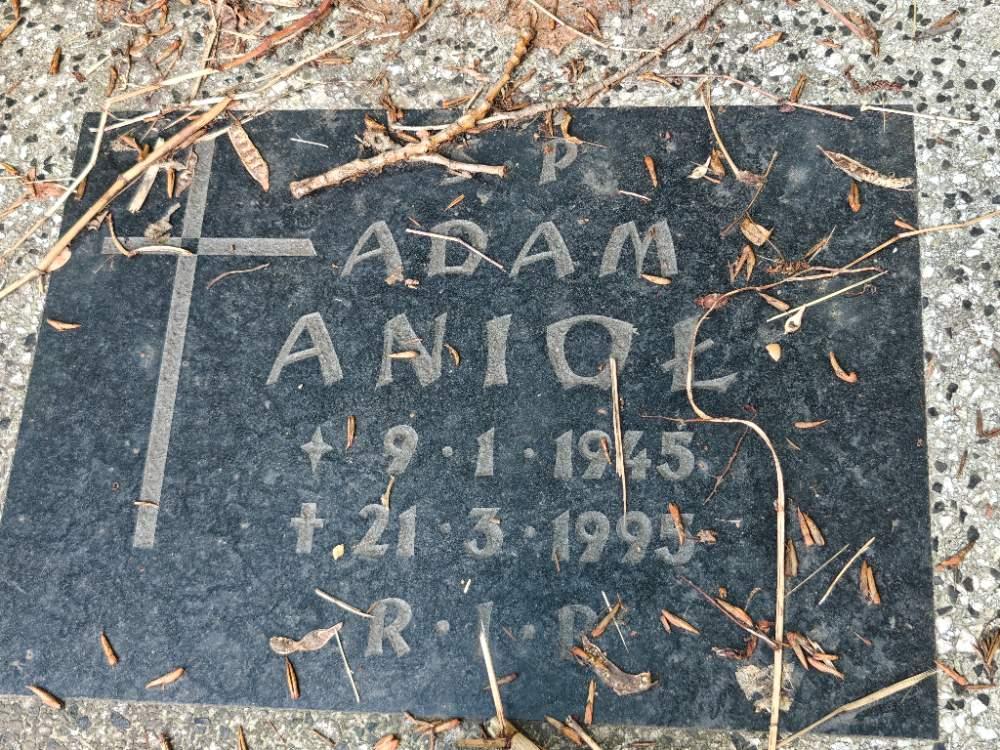 P
ADAM
ANIOŁ
9·1·1945
† 21·3·1995
R·I·P